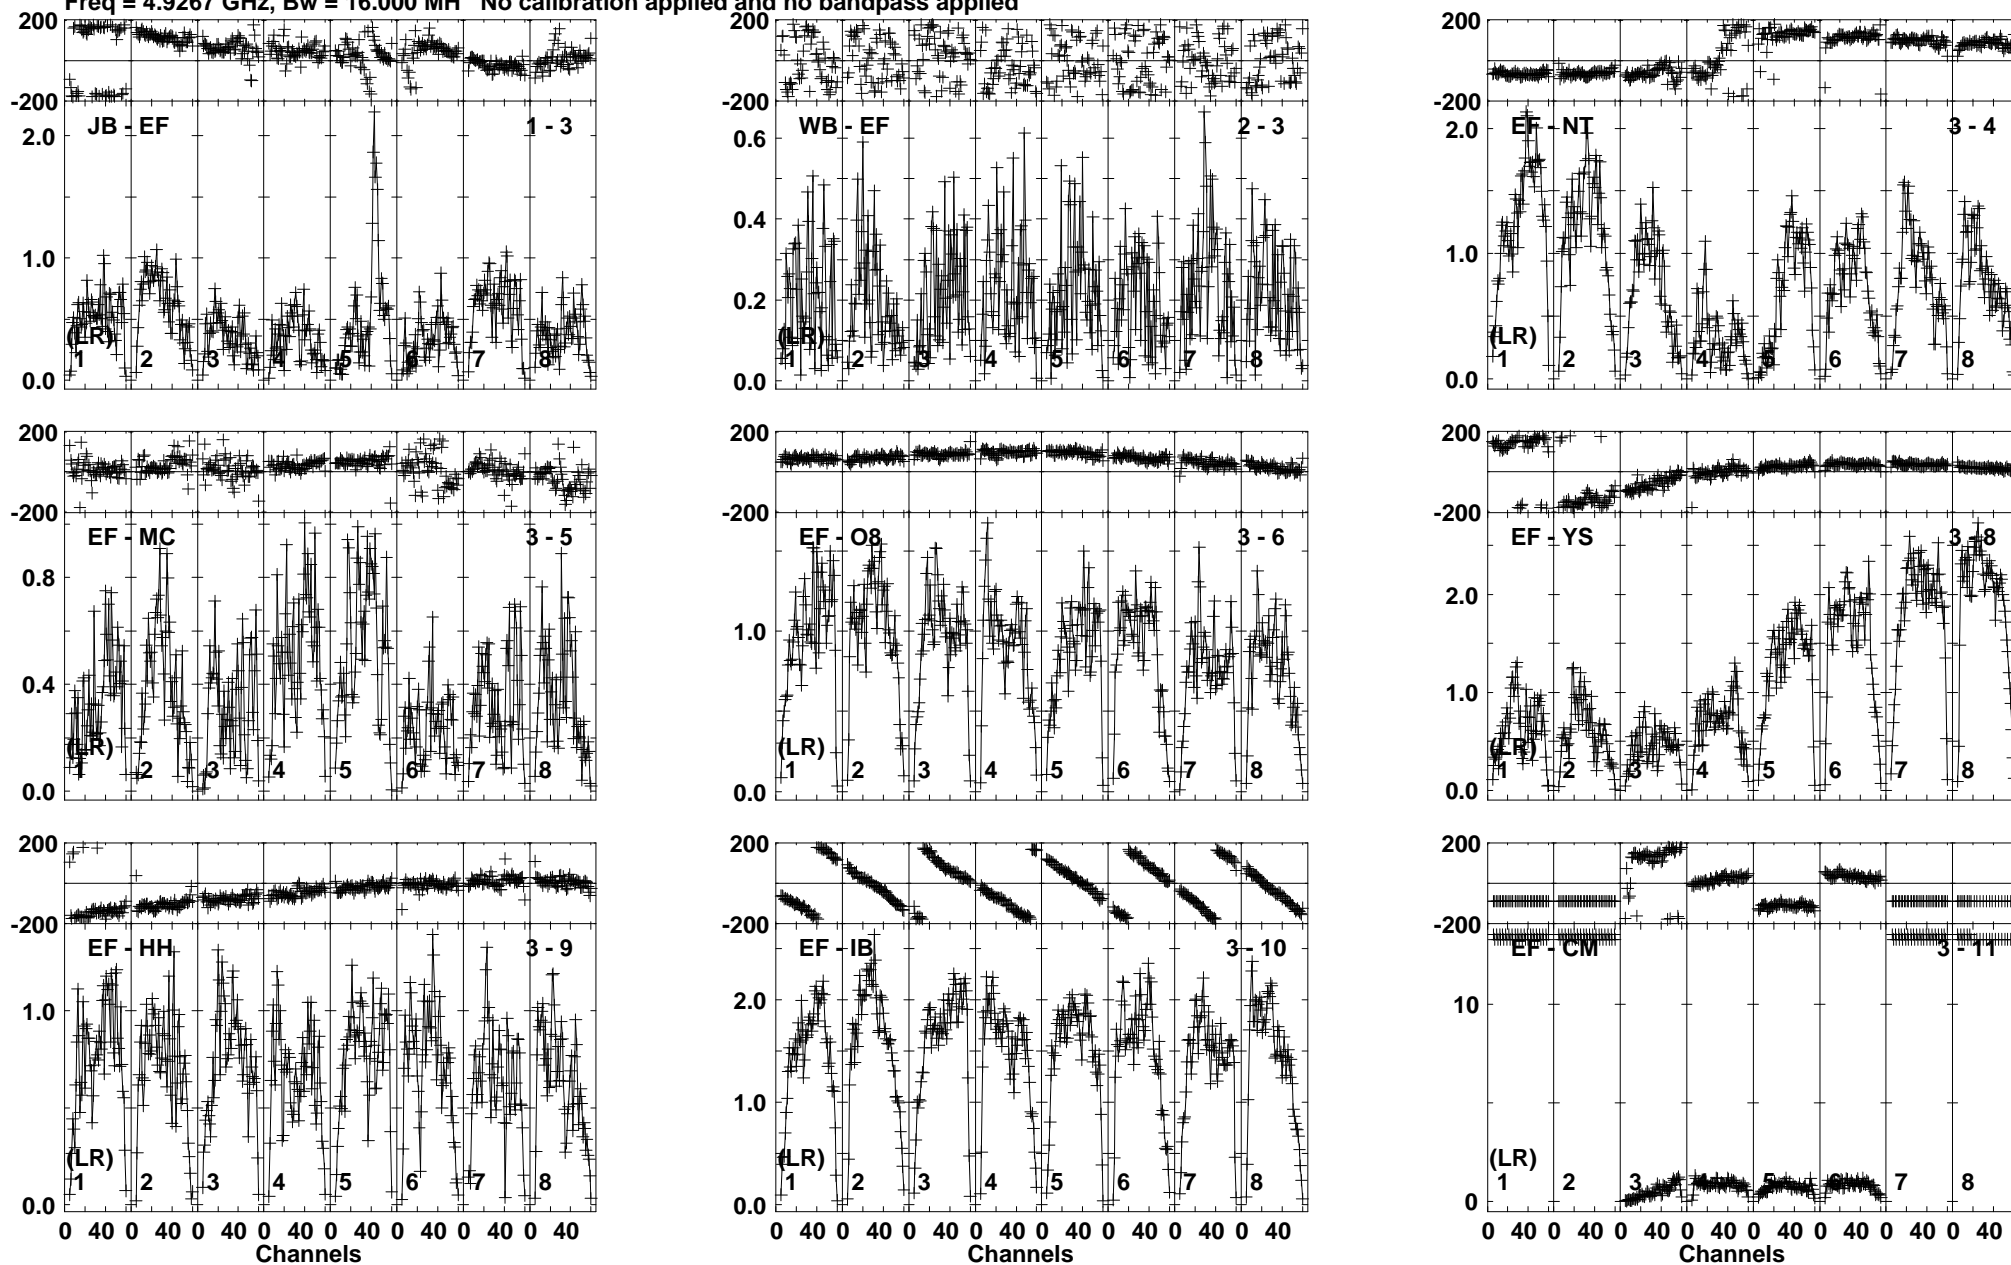 Freq = 4.9267 GHz, Bw = 16.000 MH No calibration applied and no bandpass applied
200
-200
JB - EF 1 - 3
2.0
1.0
0.0
(LR)
1 2 3 4 5 6 7 8
200
-200
WB - EF 2 - 3
0.6
0.4
0.2
0.0
(LR)
1 2 3 4 5 6 7 8
200
-200
EF - NT 3 - 4
2.0
1.0
0.0
(LR)
1 2 3 4 5 6 7 8
200
-200
EF - MC 3 - 5
0.8
0.4
0.0
(LR)
1 2 3 4 5 6 7 8
200
-200
EF - O8 3 - 6
1.0
0.0
(LR)
1 2 3 4 5 6 7 8
200
-200
EF - YS 3 - 8
2.0
1.0
0.0
(LR)
1 2 3 4 5 6 7 8
200
-200
EF - HH 3 - 9
1.0
0.0
(LR)
1 2 3 4 5 6 7 8
0 40 0 40 0 40 0 40 0 40 0 40 0 40 0 40
Channels
200
-200
EF - IB 3 - 10
2.0
1.0
0.0
(LR)
1 2 3 4 5 6 7 8
0 40 0 40 0 40 0 40 0 40 0 40 0 40 0 40
Channels
200
-200
EF - CM 3 - 11
10
0
(LR)
1 2 3 4 5 6 7 8
0 40 0 40 0 40 0 40 0 40 0 40 0 40 0 40
Channels